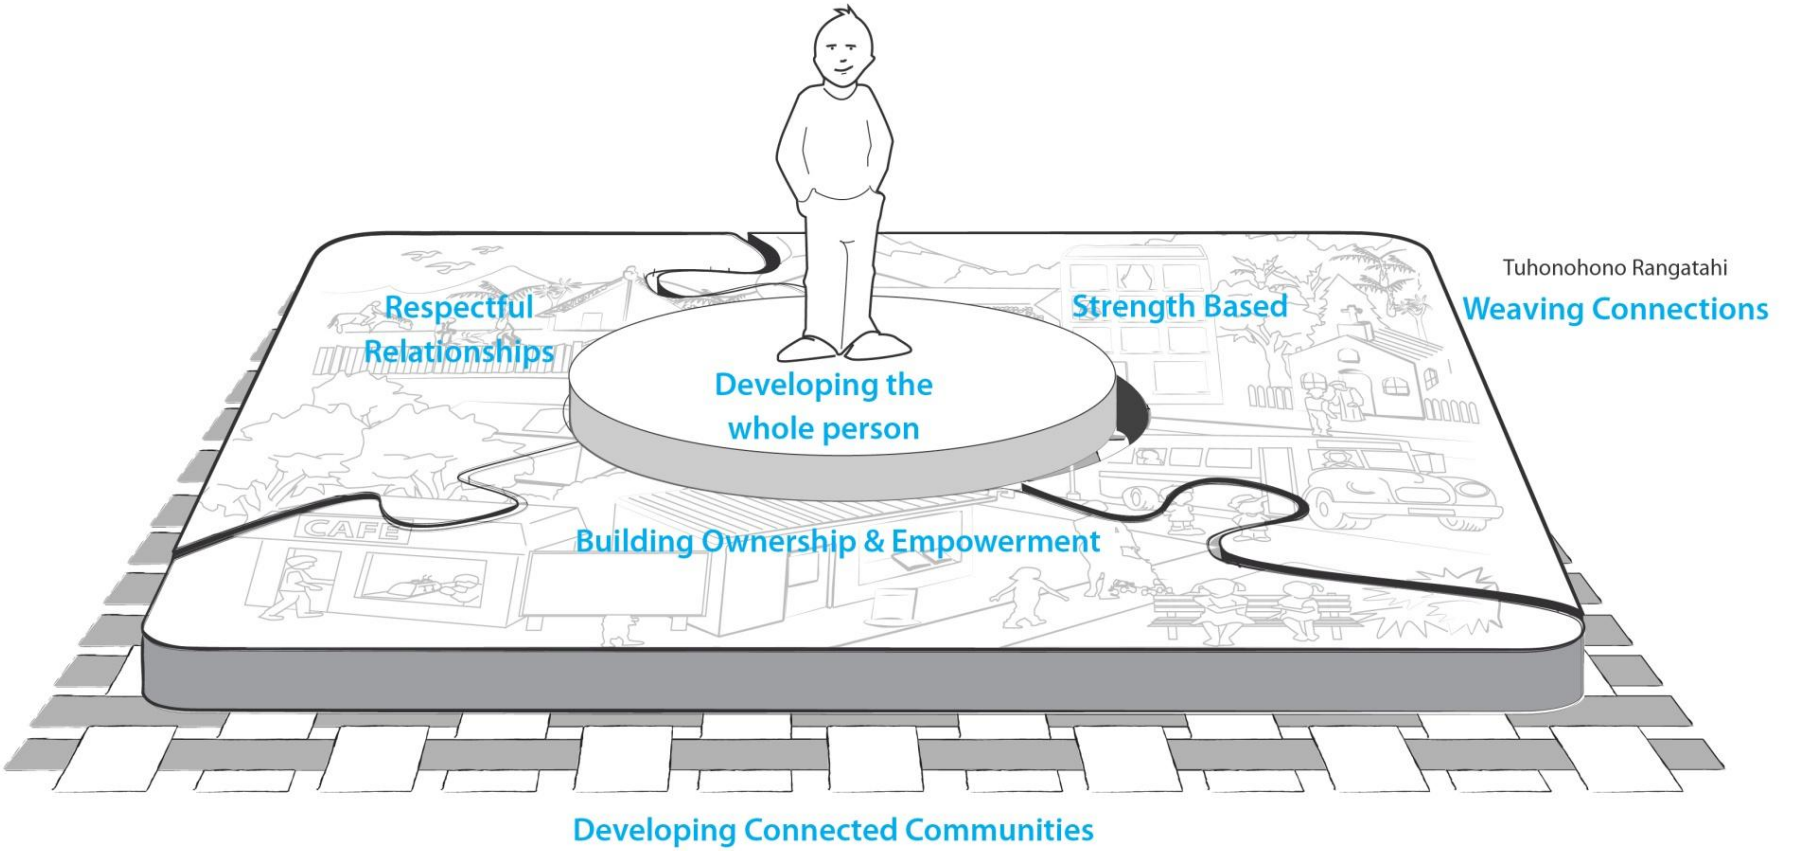 Tuhonohono Rangatahi
Weaving Connections
Respectful
Relationships
Strength Based
Developing the
whole person
CAFE
Building Ownership & Empowerment
Developing Connected Communities